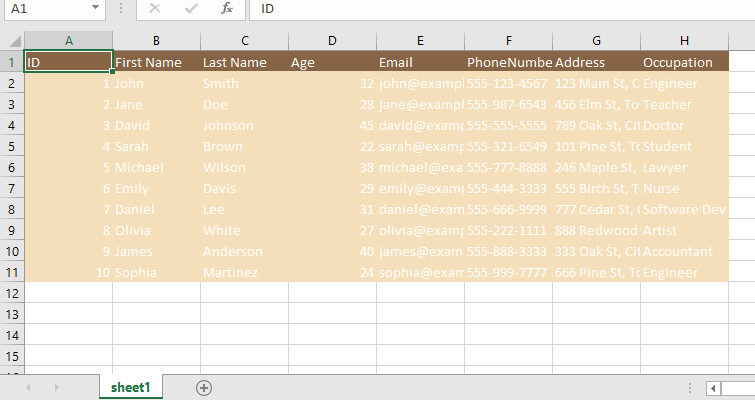 A1 fx ID
A B C D E F G H
1 ID First Name Last Name Age Email PhoneNumbe Address Occupation
2 1 John Smith 32 john@exampl 555-123-4567 123 Main St, C Engineer
3 2 Jane Doe 28 jane@exampl 555-987-6543 456 Elm St, To Teacher
4 3 David Johnson 45 david@examp 555-555-5555 789 Oak St, Cit Doctor
5 4 Sarah Brown 22 sarah@examp 555-321-6549 101 Pine St, To Student
6 5 Michael Wilson 38 michael@exa 555-777-8888 246 Maple St, Lawyer
7 6 Emily Davis 29 emily@examp 555-444-3333 555 Birch St, T Nurse
8 7 Daniel Lee 31 daniel@exam 555-666-9999 777 Cedar St, Software Dev
9 8 Olivia White 27 olivia@examp 555-222-1111 888 Redwood Artist
10 9 James Anderson 40 james@exam 555-888-3333 333 Oak St, Cit Accountant
11 10 Sophia Martinez 24 sophia@exam 555-999-7777 666 Pine St, To Engineer
12
13
14
15
sheet1